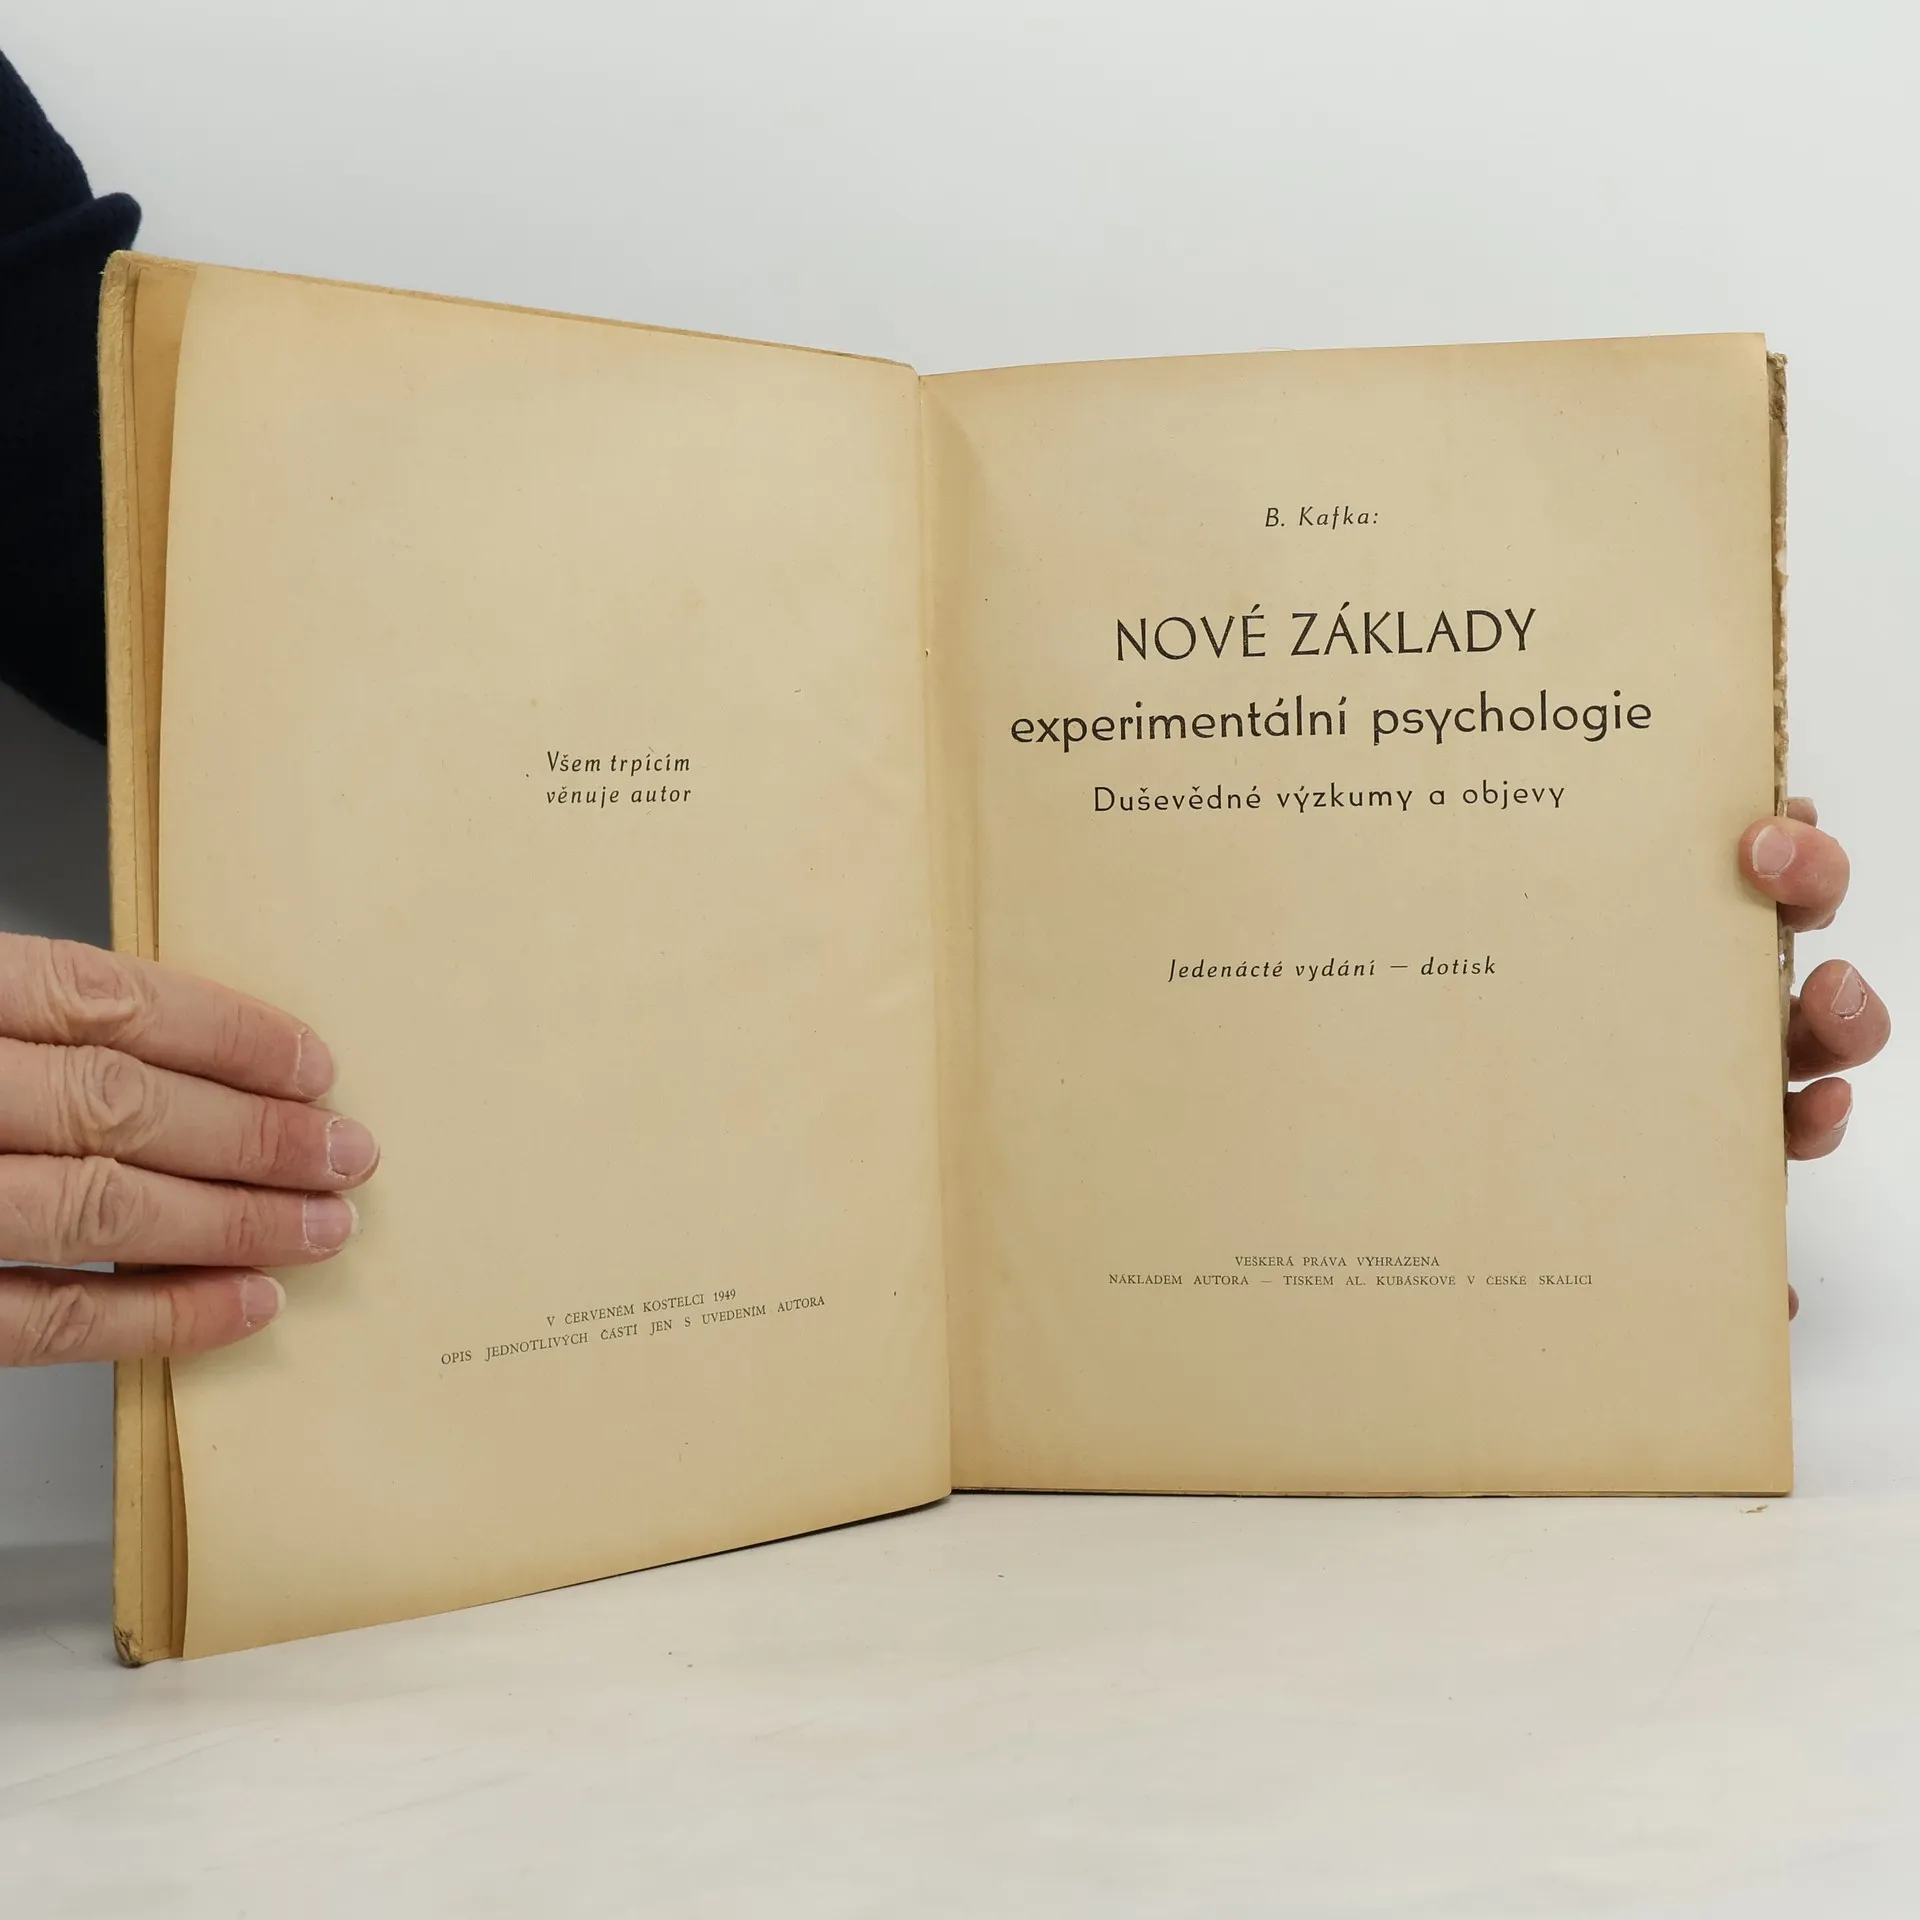 Všem trpícím
věnuje autor
V ČERVENÉM KOSTELCI 1949
OPIS JEDNOTLIVÝCH ČÁSTÍ JEN S UVEDENÍM AUTORA
B. Kafka:
NOVÉ ZÁKLADY
experimentální psychologie
Duševědné výzkumy a objevy
Jedenácté vydání — dotisk
VEŠKERÁ PRÁVA VYHRAZENA
NÁKLADEM AUTORA — TISKEM AL. KUBÁSKOVÉ V ČESKÉ SKALICI